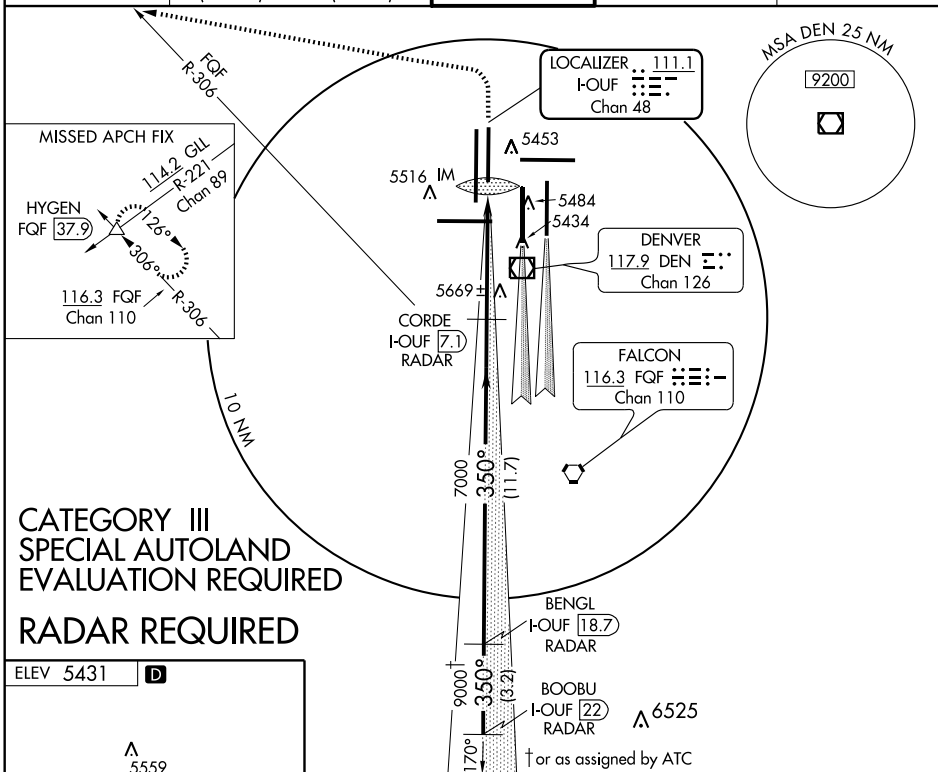 FQF
R-306
LOCALIZER 111.1
I-OUF
Chan 48
MSA DEN 25 NM
9200
MISSED APCH FIX
114.2 GLL
R-221
Chan 89
HYGEN
FQF 37.9
126°
306°
R-306
116.3 FQF
Chan 110
5453
5516 IM
5484
5434
DENVER
117.9 DEN
Chan 126
5669 ±
CORDE
I-OUF 7.1
RADAR
FALCON
116.3 FQF
Chan 110
10 NM
7000
350°
(11.7)
CATEGORY III
SPECIAL AUTOLAND
EVALUATION REQUIRED
RADAR REQUIRED
BENGL
I-OUF 18.7
RADAR
9000†
350°
(3.2)
BOOBU
I-OUF 22
RADAR
6525
170°
† or as assigned by ATC
ELEV 5431 D
5559